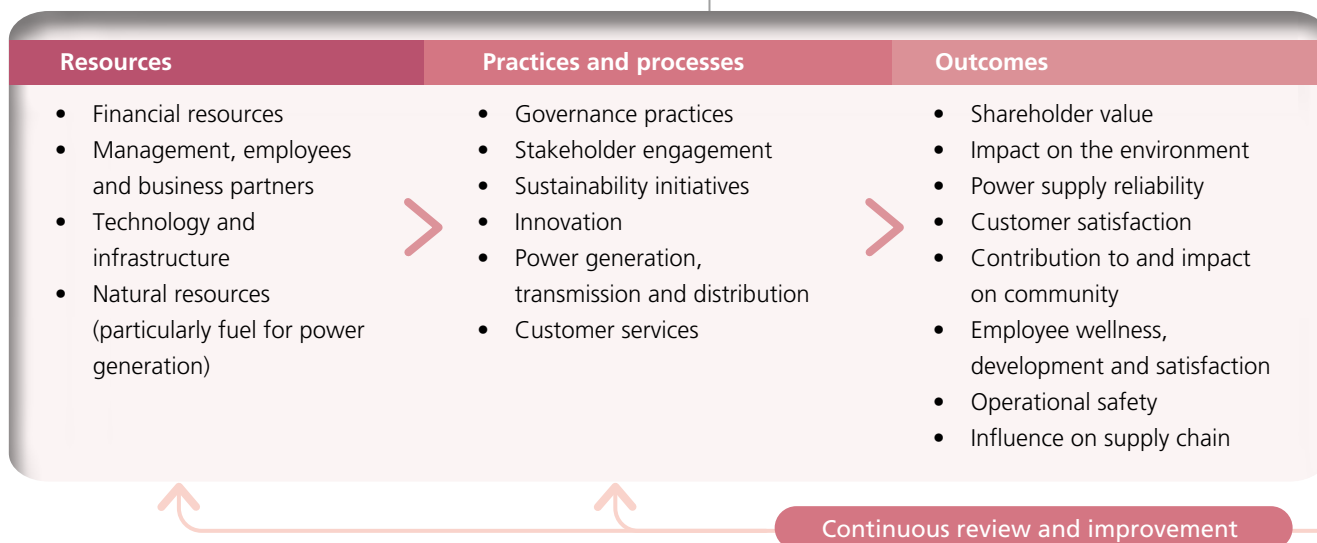 Resources
• Financial resources
• Management, employees
and business partners
• Technology and
infrastructure
• Natural resources
(particularly fuel for power
generation)
Practices and processes
• Governance practices
• Stakeholder engagement
• Sustainability initiatives
• Innovation
• Power generation,
transmission and distribution
• Customer services
Outcomes
• Shareholder value
• Impact on the environment
• Power supply reliability
• Customer satisfaction
• Contribution to and impact
on community
• Employee wellness,
development and satisfaction
• Operational safety
• Influence on supply chain
Continuous review and improvement